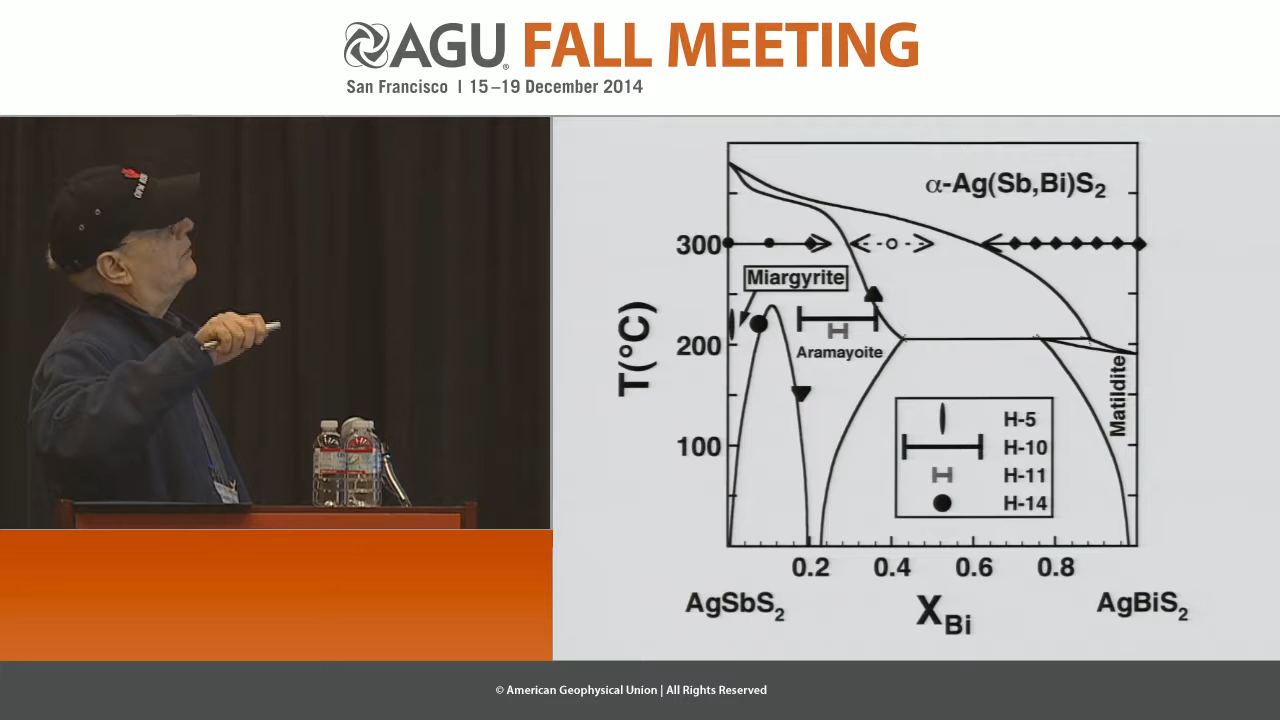 AGU FALL MEETING
San Francisco | 15–19 December 2014
α-Ag(Sb,Bi)S2
300
Miargyrite
T(°C)
200
Aramayoite
Matildite
H-5
100
H-10
H-11
H-14
0.2 0.4 0.6 0.8
AgSbS2 XBi AgBiS2
© American Geophysical Union | All Rights Reserved